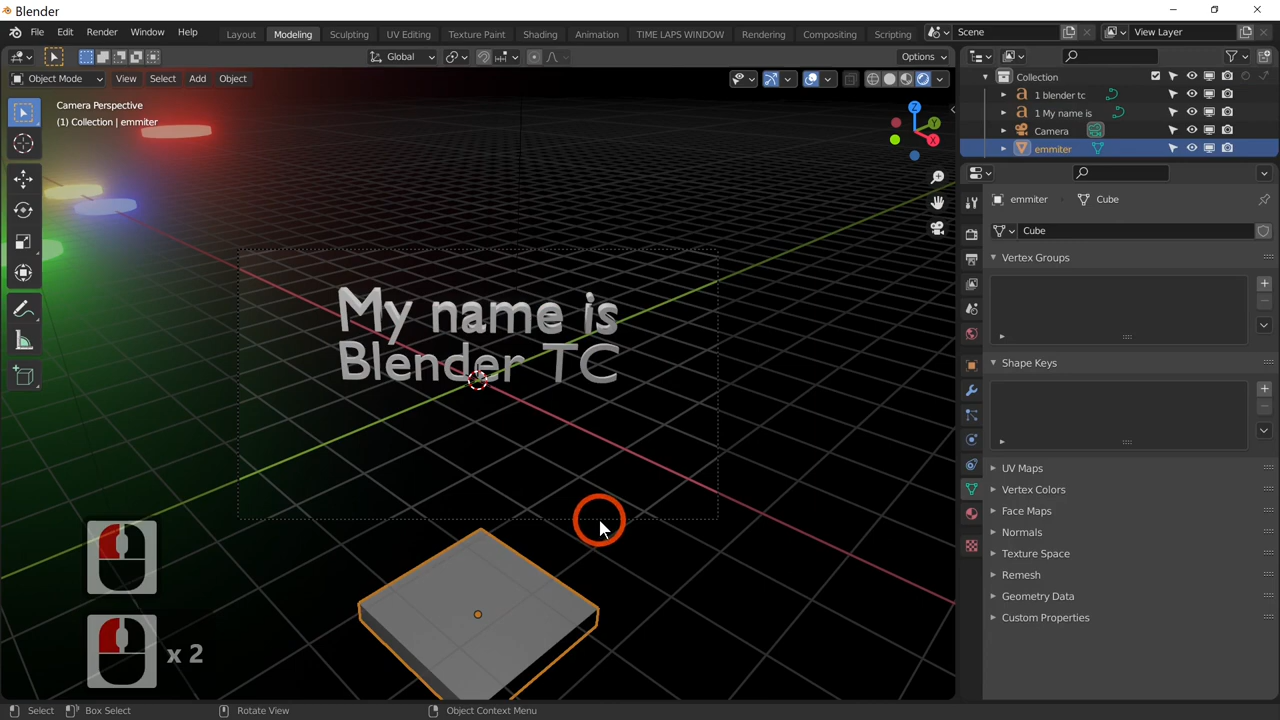 Blender
File Edit Render Window Help
Layout Modeling Sculpting UV Editing Texture Paint Shading Animation TIME LAPS WINDOW Rendering Compositing Scripting
Scene
View Layer
Global
Options
Object Mode View Select Add Object
Camera Perspective
(1) Collection | emmiter
Z
Y
X
My name is
Blender TC
x 2
Collection
1 blender tc
1 My name is
Camera
emmiter
emmiter Cube
Cube
Vertex Groups
Shape Keys
UV Maps
Vertex Colors
Face Maps
Normals
Texture Space
Remesh
Geometry Data
Custom Properties
Select Box Select Rotate View Object Context Menu